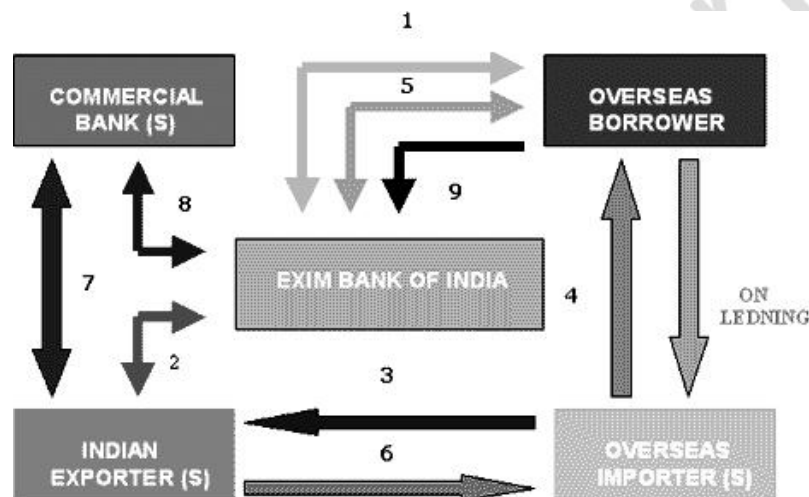 1
COMMERCIAL
BANK (S)
5
OVERSEAS
BORROWER
8
9
EXIM BANK OF INDIA
7
4
ON
LEDNING
2
3
INDIAN
EXPORTER (S)
6
OVERSEAS
IMPORTER (S)